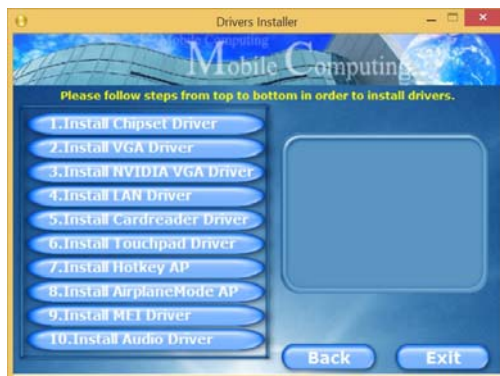 Drivers Installer
Mobile Computing
Mobile Computing
Please follow steps from top to bottom in order to install drivers.
1.Install Chipset Driver
2.Install VGA Driver
3.Install NVIDIA VGA Driver
4.Install LAN Driver
5.Install Cardreader Driver
6.Install Touchpad Driver
7.Install Hotkey AP
8.Install AirplaneMode AP
9.Install MEI Driver
10.Install Audio Driver
Back
Exit